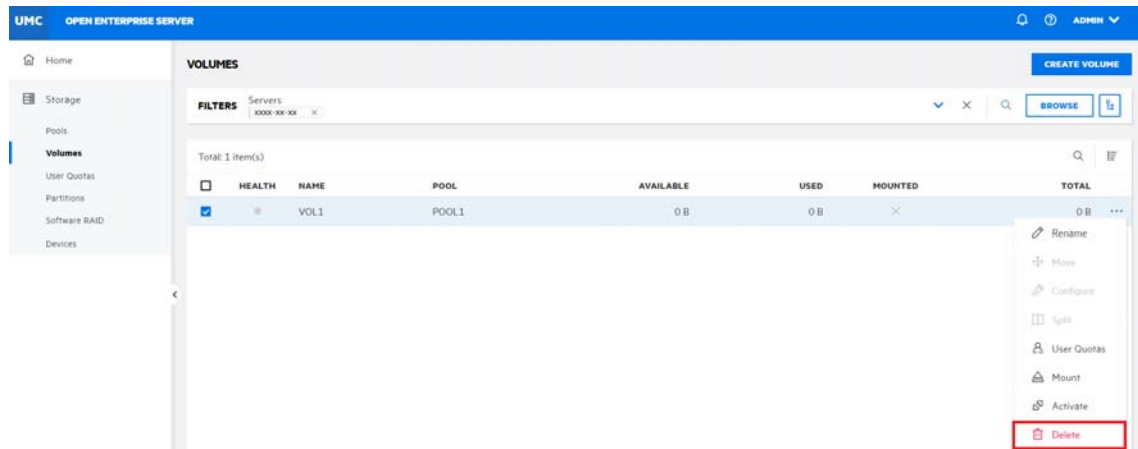 UMC OPEN ENTERPRISE SERVER ADMIN
Home
VOLUMES CREATE VOLUME
Storage
FILTERS Servers
xxxx-xx-xx
BROWSE
Pools
Volumes
User Quotas
Partitions
Software RAID
Devices
Total: 1 item(s)
HEALTH NAME POOL AVAILABLE USED MOUNTED TOTAL
VOL1 POOL1 0 B 0 B 0 B
Rename
Move
Configure
Split
User Quotas
Mount
Activate
Delete